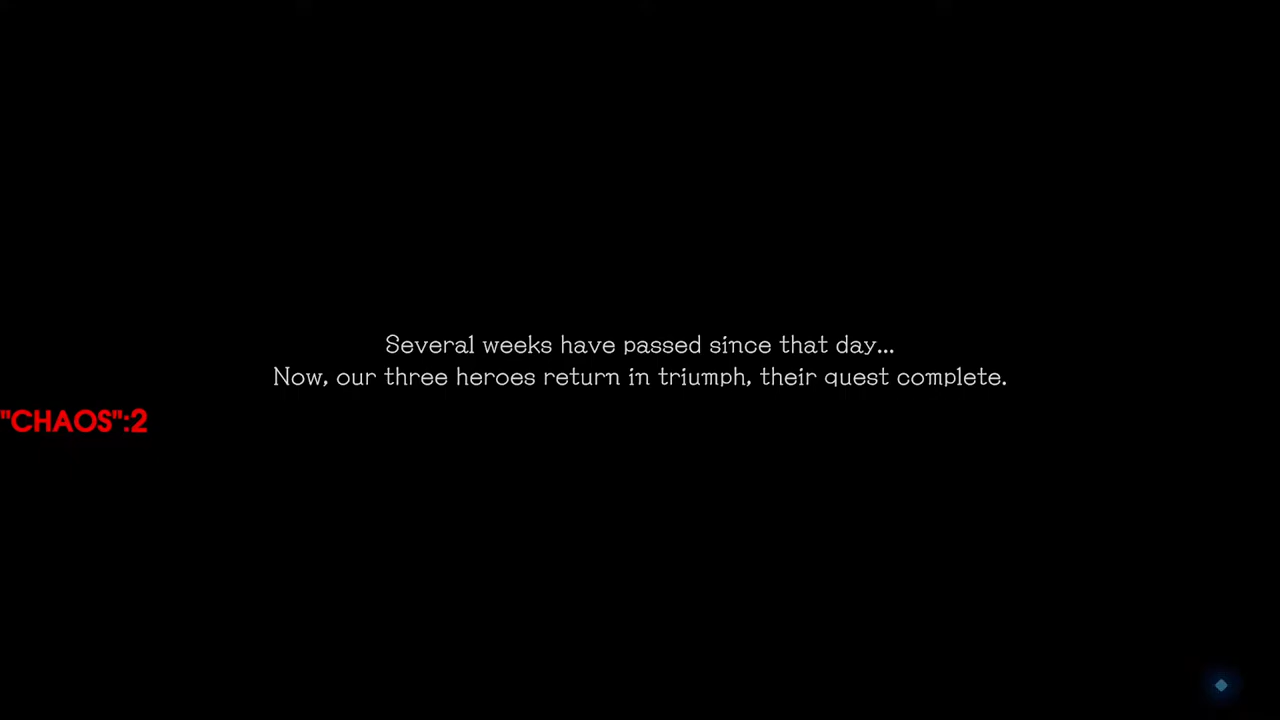 Several weeks have passed since that day...
Now, our three heroes return in triumph, their quest complete.
"CHAOS":2